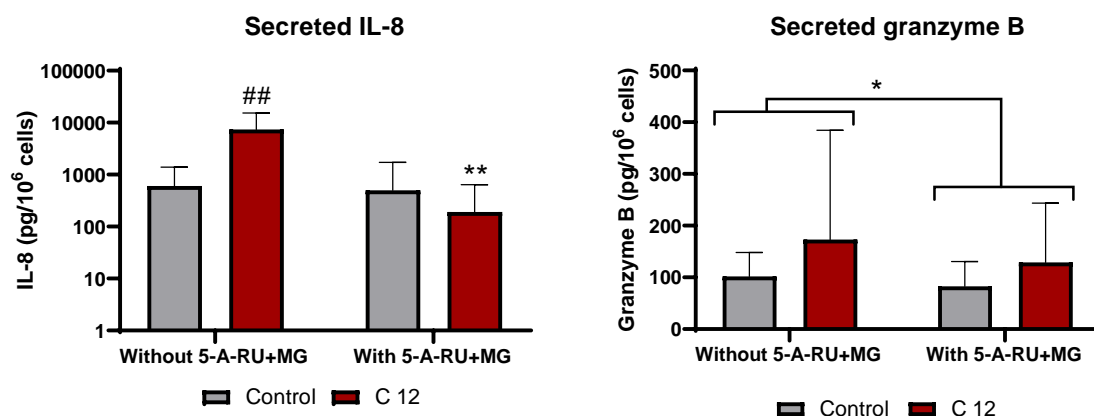 Secreted IL-8
IL-8 (pg/10⁶ cells)
100000
10000
1000
100
10
1
##
**
Without 5-A-RU+MG
With 5-A-RU+MG
Control
C 12
Secreted granzyme B
Granzyme B (pg/10⁶ cells)
500
400
300
200
100
0
*
Without 5-A-RU+MG
With 5-A-RU+MG
Control
C 12